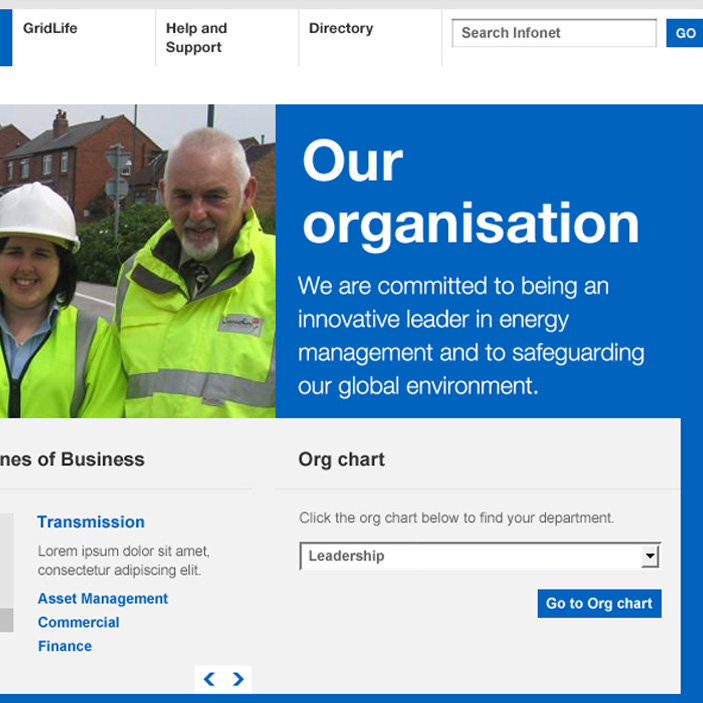 GridLife
Help and
Support
Directory
Search Infonet
GO
Our
organisation
We are committed to being an
innovative leader in energy
management and to safeguarding
our global environment.
nes of Business
Org chart
Transmission
Lorem ipsum dolor sit amet,
consectetur adipiscing elit.
Asset Management
Commercial
Finance
Click the org chart below to find your department.
Leadership
Go to Org chart